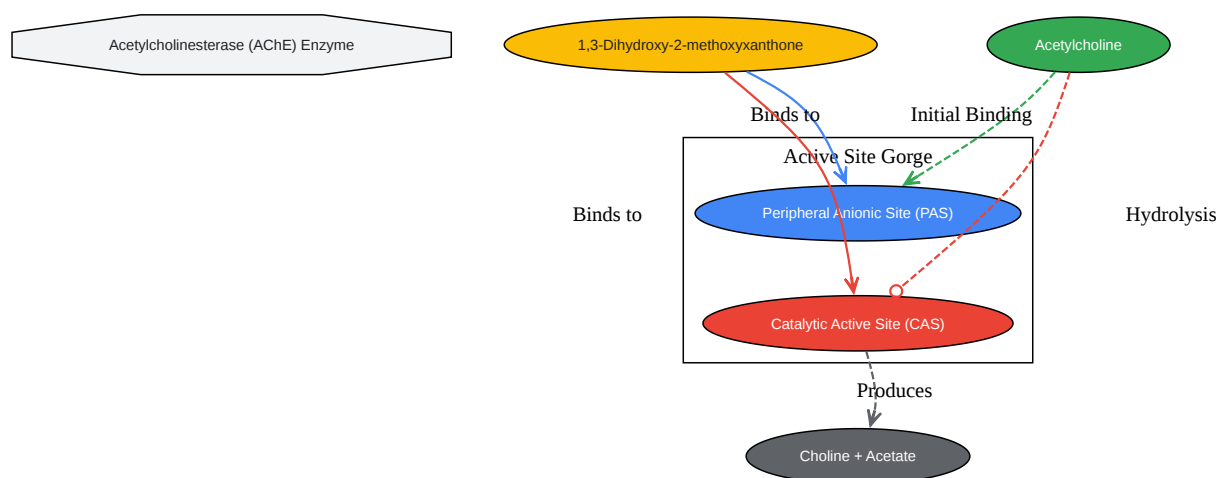 Acetylcholinesterase (AChE) Enzyme
1,3-Dihydroxy-2-methoxyxanthone
Acetylcholine
Binds to
Initial Binding
Active Site Gorge
Binds to
Peripheral Anionic Site (PAS)
Hydrolysis
Catalytic Active Site (CAS)
Produces
Choline + Acetate